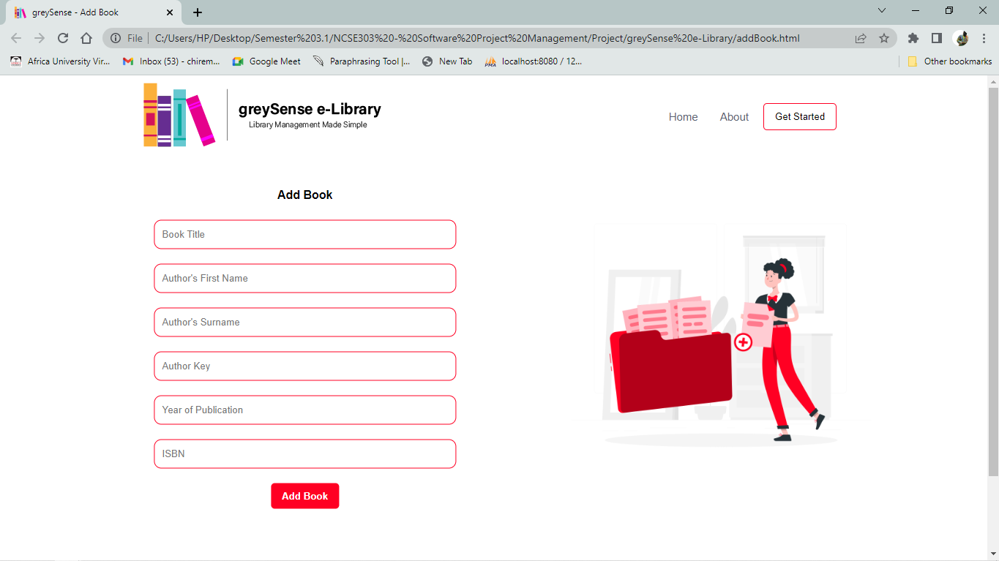 greySense - Add Book
File
C:/Users/HP/Desktop/Semester%203.1/NCSE303%20-%20Software%20Project%20Management/Project/greySense%20e-Library/addBook.html
Africa University Vir... Inbox (53) - chirem... Google Meet Paraphrasing Tool |... New Tab PMA localhost:8080 / 12... Other bookmarks
greySense e-Library
Library Management Made Simple
Home About Get Started
Add Book
Book Title
Author's First Name
Author's Surname
Author Key
Year of Publication
ISBN
Add Book